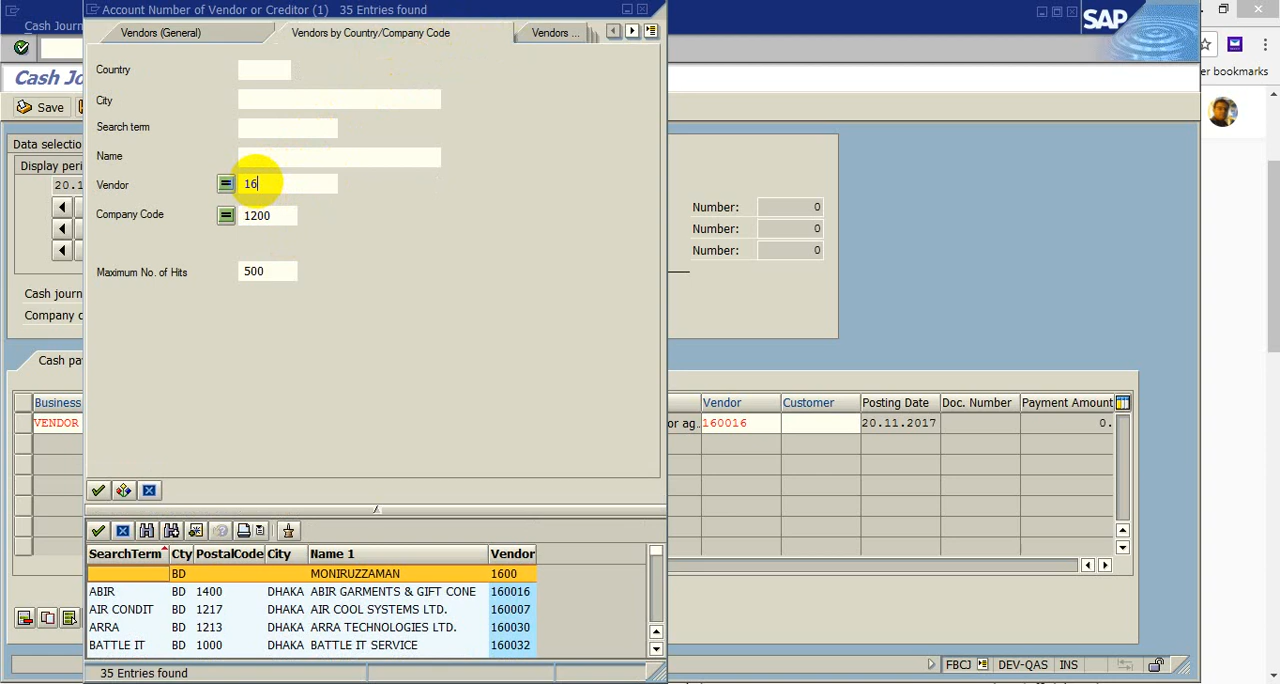 Account Number of Vendor or Creditor (1) 35 Entries found
Cash Journ
SAP
Vendors (General)
Vendors by Country/Company Code
Vendors ...
Cash Jo
er bookmarks
Save
Country
City
Search term
Name
Vendor
16
Company Code
1200
Maximum No. of Hits
500
Data selectio
Display peri
20.1
Number: 0
Number: 0
Number: 0
Cash journ
Company c
Cash pa
Business
Vendor
Customer
Posting Date
Doc. Number
Payment Amount
VENDOR
or ag..
160016
20.11.2017
0.
SearchTerm Cty PostalCode City Name 1 Vendor
BD MONIRUZZAMAN 1600
ABIR BD 1400 DHAKA ABIR GARMENTS & GIFT CONE 160016
AIR CONDIT BD 1217 DHAKA AIR COOL SYSTEMS LTD. 160007
ARRA BD 1213 DHAKA ARRA TECHNOLOGIES LTD. 160030
BATTLE IT BD 1000 DHAKA BATTLE IT SERVICE 160032
35 Entries found
FBCJ DEV-QAS INS